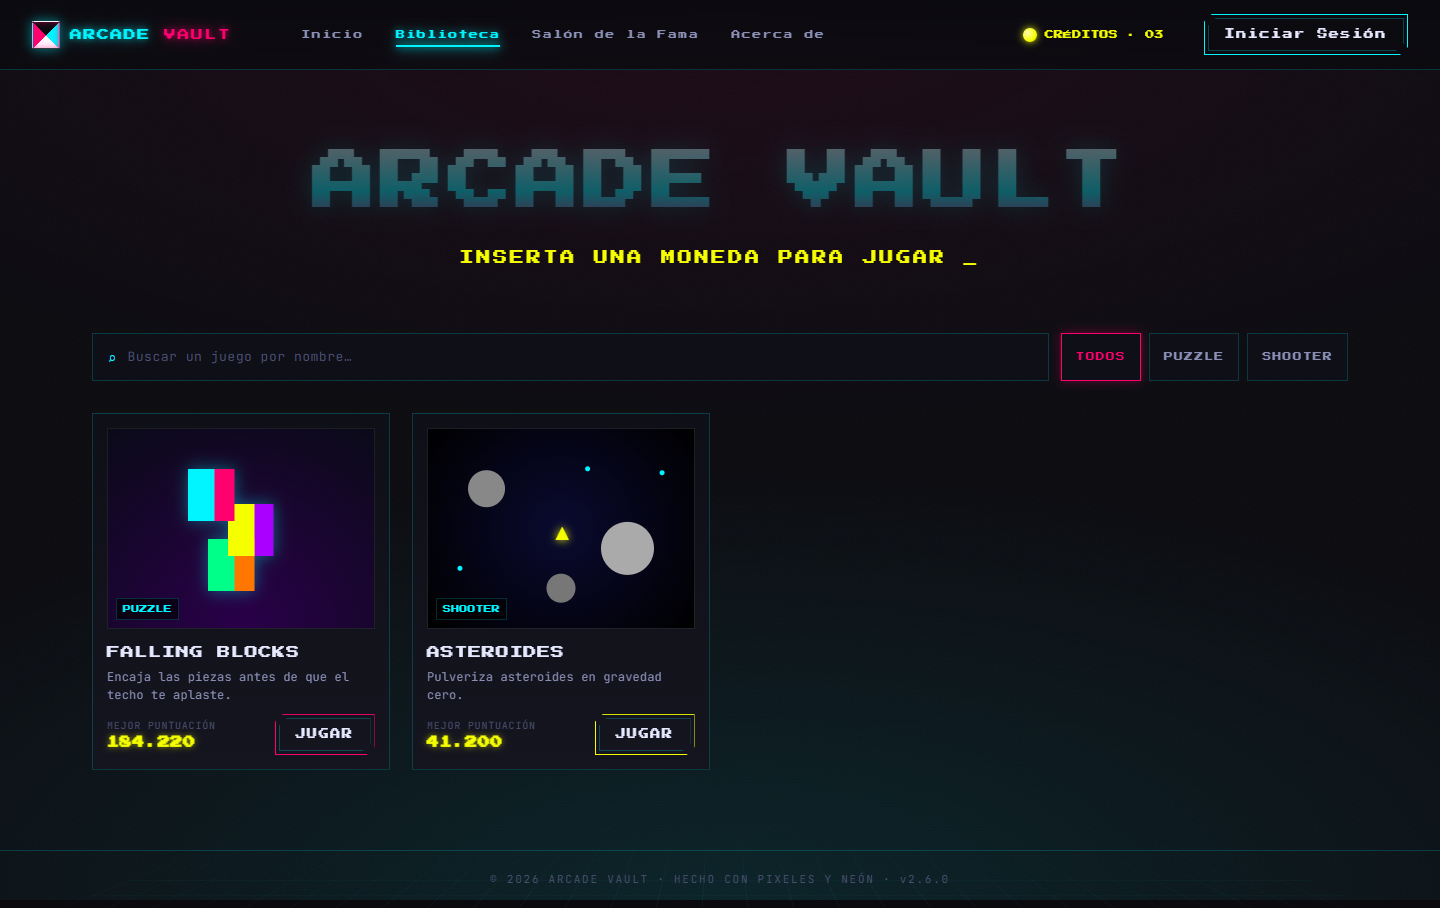 ARCADE VAULT
Inicio
Biblioteca
Salón de la Fama
Acerca de
CRÉDITOS · 03
Iniciar Sesión
ARCADE VAULT
INSERTA UNA MONEDA PARA JUGAR _
Buscar un juego por nombre…
TODOS
PUZZLE
SHOOTER
PUZZLE
FALLING BLOCKS
Encaja las piezas antes de que el
techo te aplaste.
MEJOR PUNTUACIÓN
184.220
JUGAR
SHOOTER
ASTEROIDES
Pulveriza asteroides en gravedad
cero.
MEJOR PUNTUACIÓN
41.200
JUGAR
© 2026 ARCADE VAULT · HECHO CON PIXELES Y NEÓN · v2.6.0